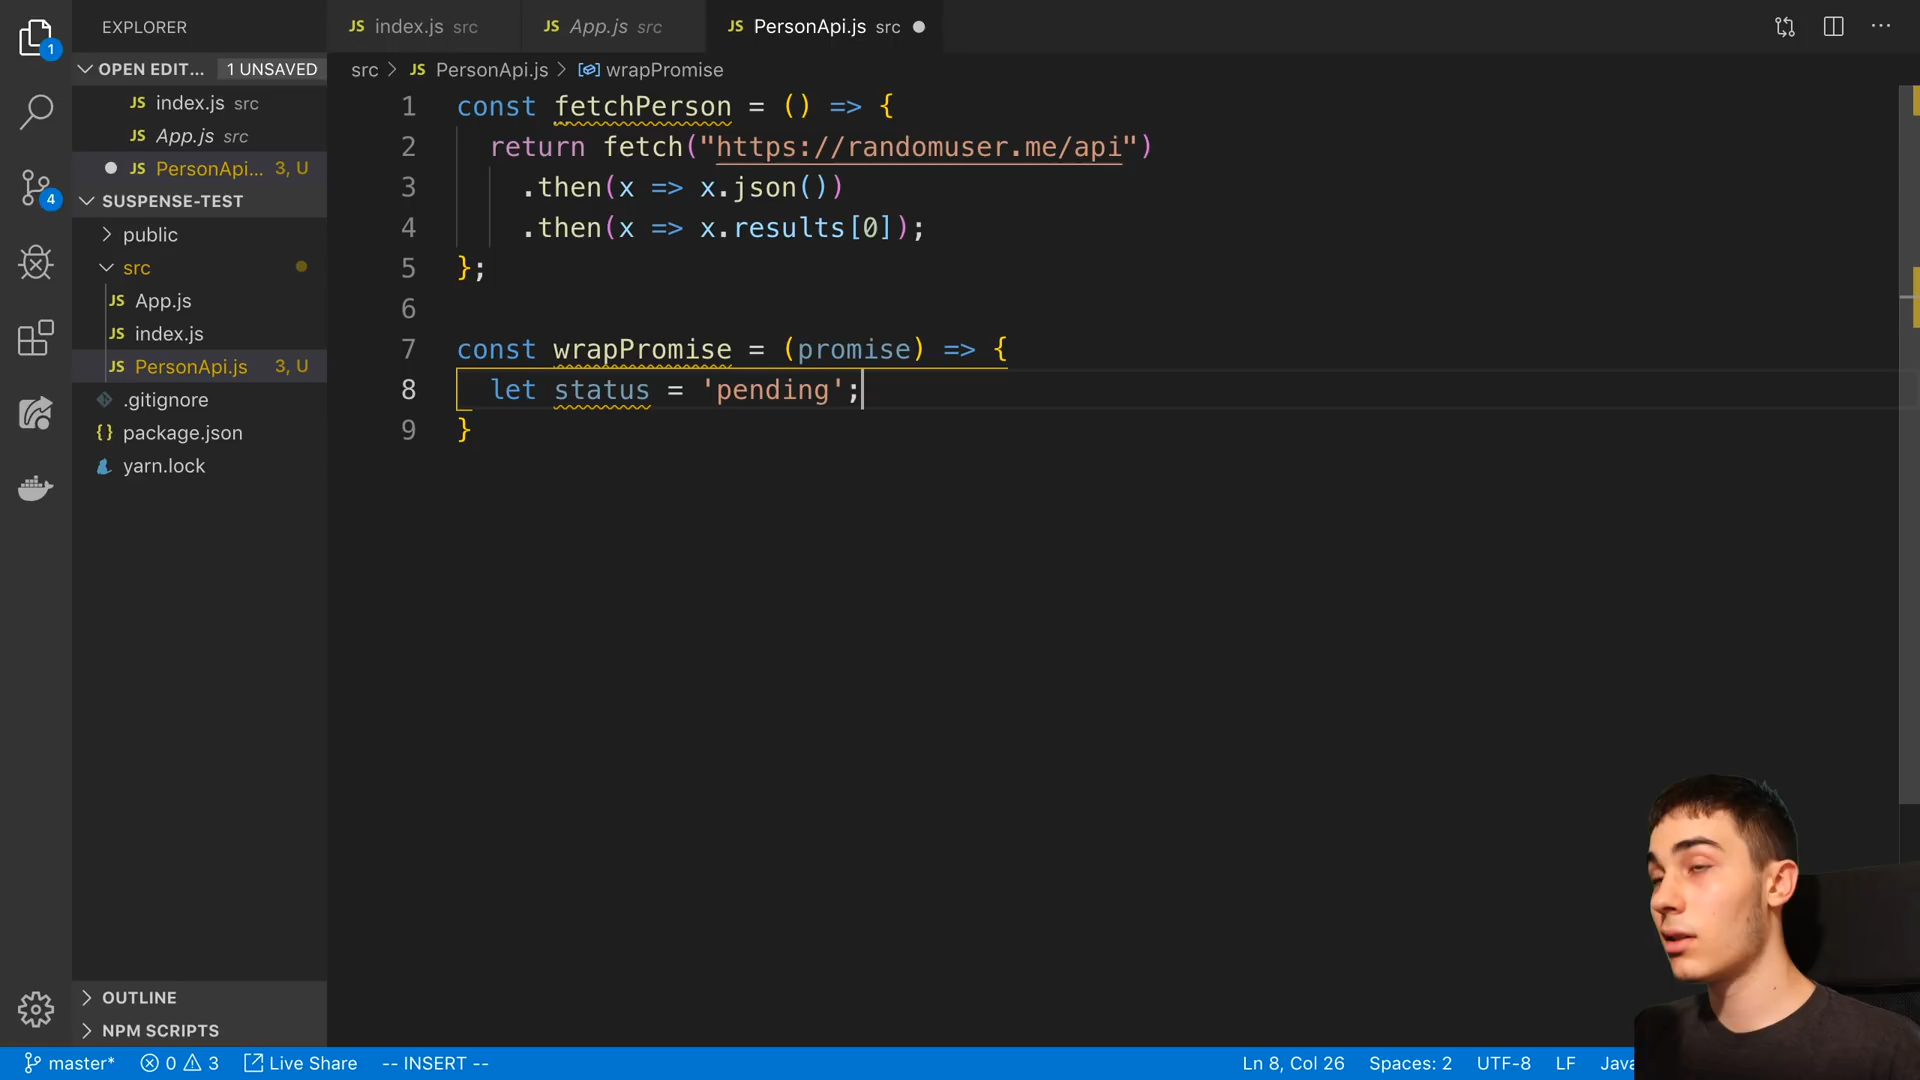 EXPLORER
OPEN EDIT... 1 UNSAVED
JS index.js src
JS App.js src
JS PersonApi... 3, U
SUSPENSE-TEST
public
src
JS App.js
JS index.js
JS PersonApi.js 3, U
.gitignore
{} package.json
yarn.lock
OUTLINE
NPM SCRIPTS
1
4
JS index.js src
JS App.js src
JS PersonApi.js src
src > JS PersonApi.js > wrapPromise
1 const fetchPerson = () => {
2 return fetch("https://randomuser.me/api")
3 .then(x => x.json())
4 .then(x => x.results[0]);
5 };
6
7 const wrapPromise = (promise) => {
8 let status = 'pending';
9 }
master* 0 3 Live Share -- INSERT -- Ln 8, Col 26 Spaces: 2 UTF-8 LF